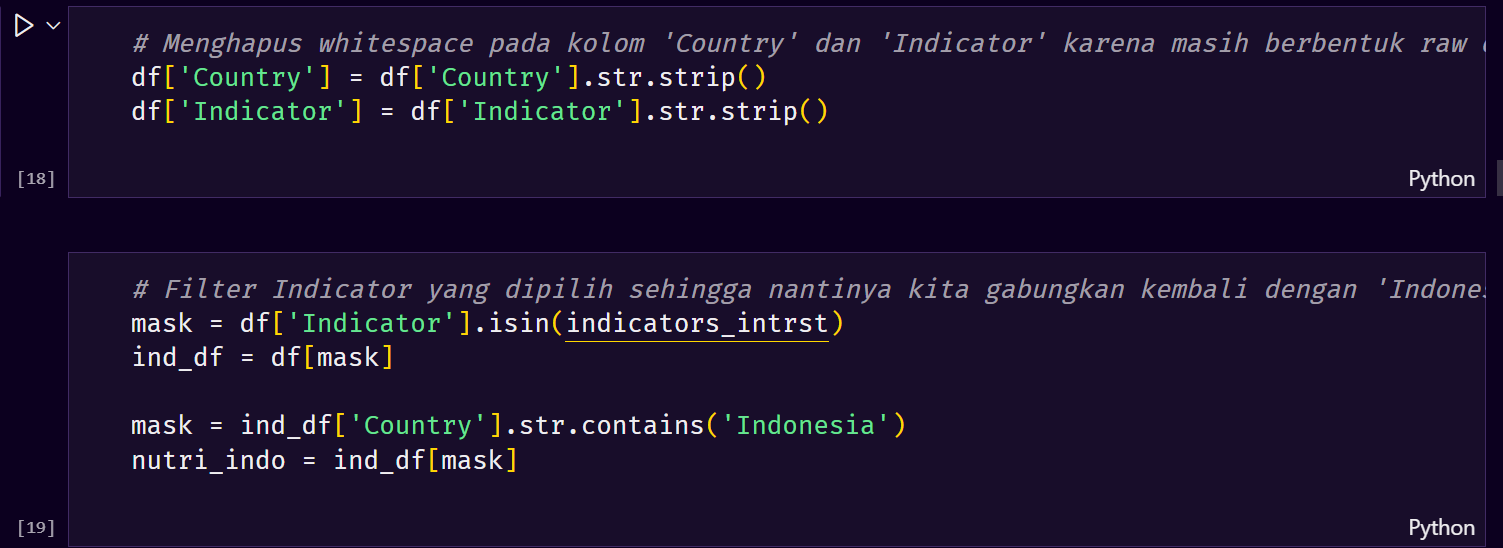 # Menghapus whitespace pada kolom 'Country' dan 'Indicator' karena masih berbentuk raw
df['Country'] = df['Country'].str.strip()
df['Indicator'] = df['Indicator'].str.strip()
[18]
Python
# Filter Indicator yang dipilih sehingga nantinya kita gabungkan kembali dengan 'Indones
mask = df['Indicator'].isin(indicators_intrst)
ind_df = df[mask]
mask = ind_df['Country'].str.contains('Indonesia')
nutri_indo = ind_df[mask]
[19]
Python